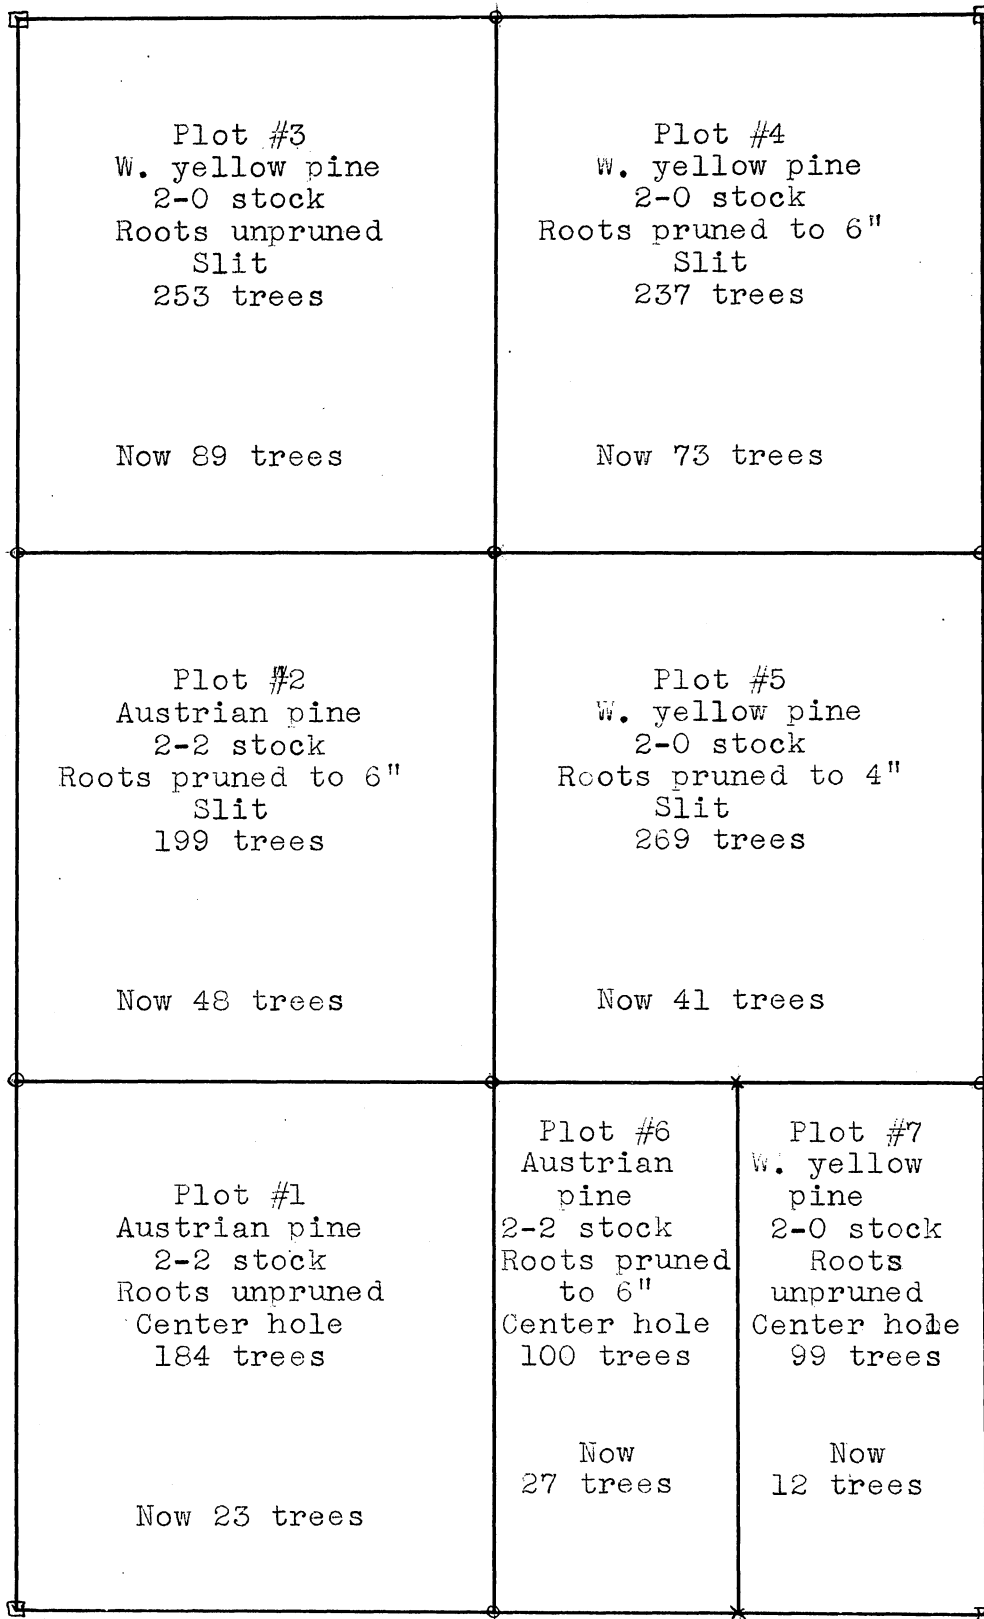 Plot #3
W. yellow pine
2-0 stock
Roots unpruned
Slit
253 trees
Now 89 trees
Plot #4
W. yellow pine
2-0 stock
Roots pruned to 6"
Slit
237 trees
Now 73 trees
Plot #2
Austrian pine
2-2 stock
Roots pruned to 6"
Slit
199 trees
Now 48 trees
Plot #5
W. yellow pine
2-0 stock
Roots pruned to 4"
Slit
269 trees
Now 41 trees
Plot #1
Austrian pine
2-2 stock
Roots unpruned
Center hole
184 trees
Now 23 trees
Plot #6
Austrian
pine
2-2 stock
Roots pruned
to 6"
Center hole
100 trees
Now
27 trees
Plot #7
W. yellow
pine
2-0 stock
Roots
unpruned
Center hole
99 trees
Now
12 trees